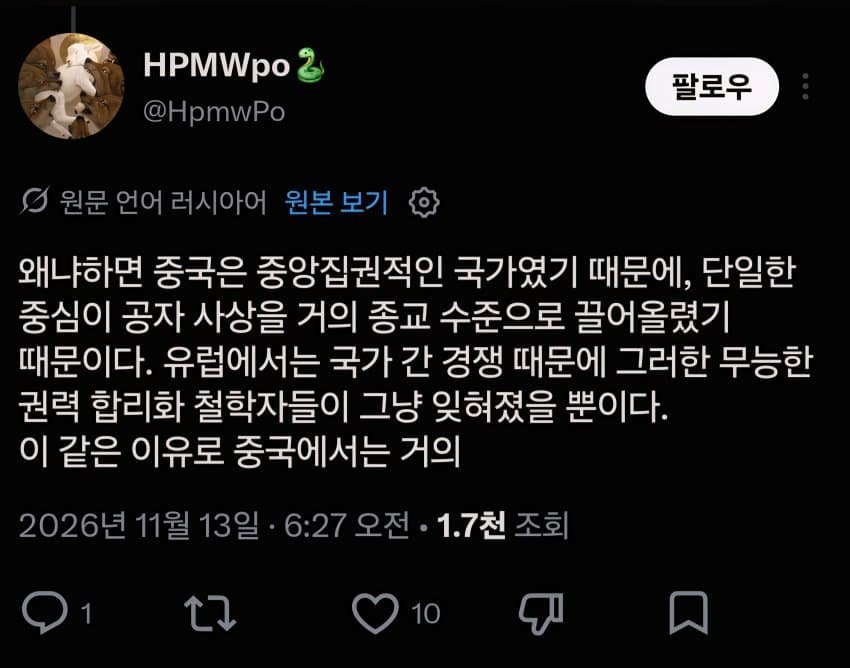 HPMWpo🐍
@HpmwPo
팔로우
원문 언어 러시아어 원본 보기
왜냐하면 중국은 중앙집권적인 국가였기 때문에, 단일한
중심이 공자 사상을 거의 종교 수준으로 끌어올렸기
때문이다. 유럽에서는 국가 간 경쟁 때문에 그러한 무능한
권력 합리화 철학자들이 그냥 잊혀졌을 뿐이다.
이 같은 이유로 중국에서는 거의
2026년 11월 13일 · 6:27 오전 • 1.7천 조회
1 10